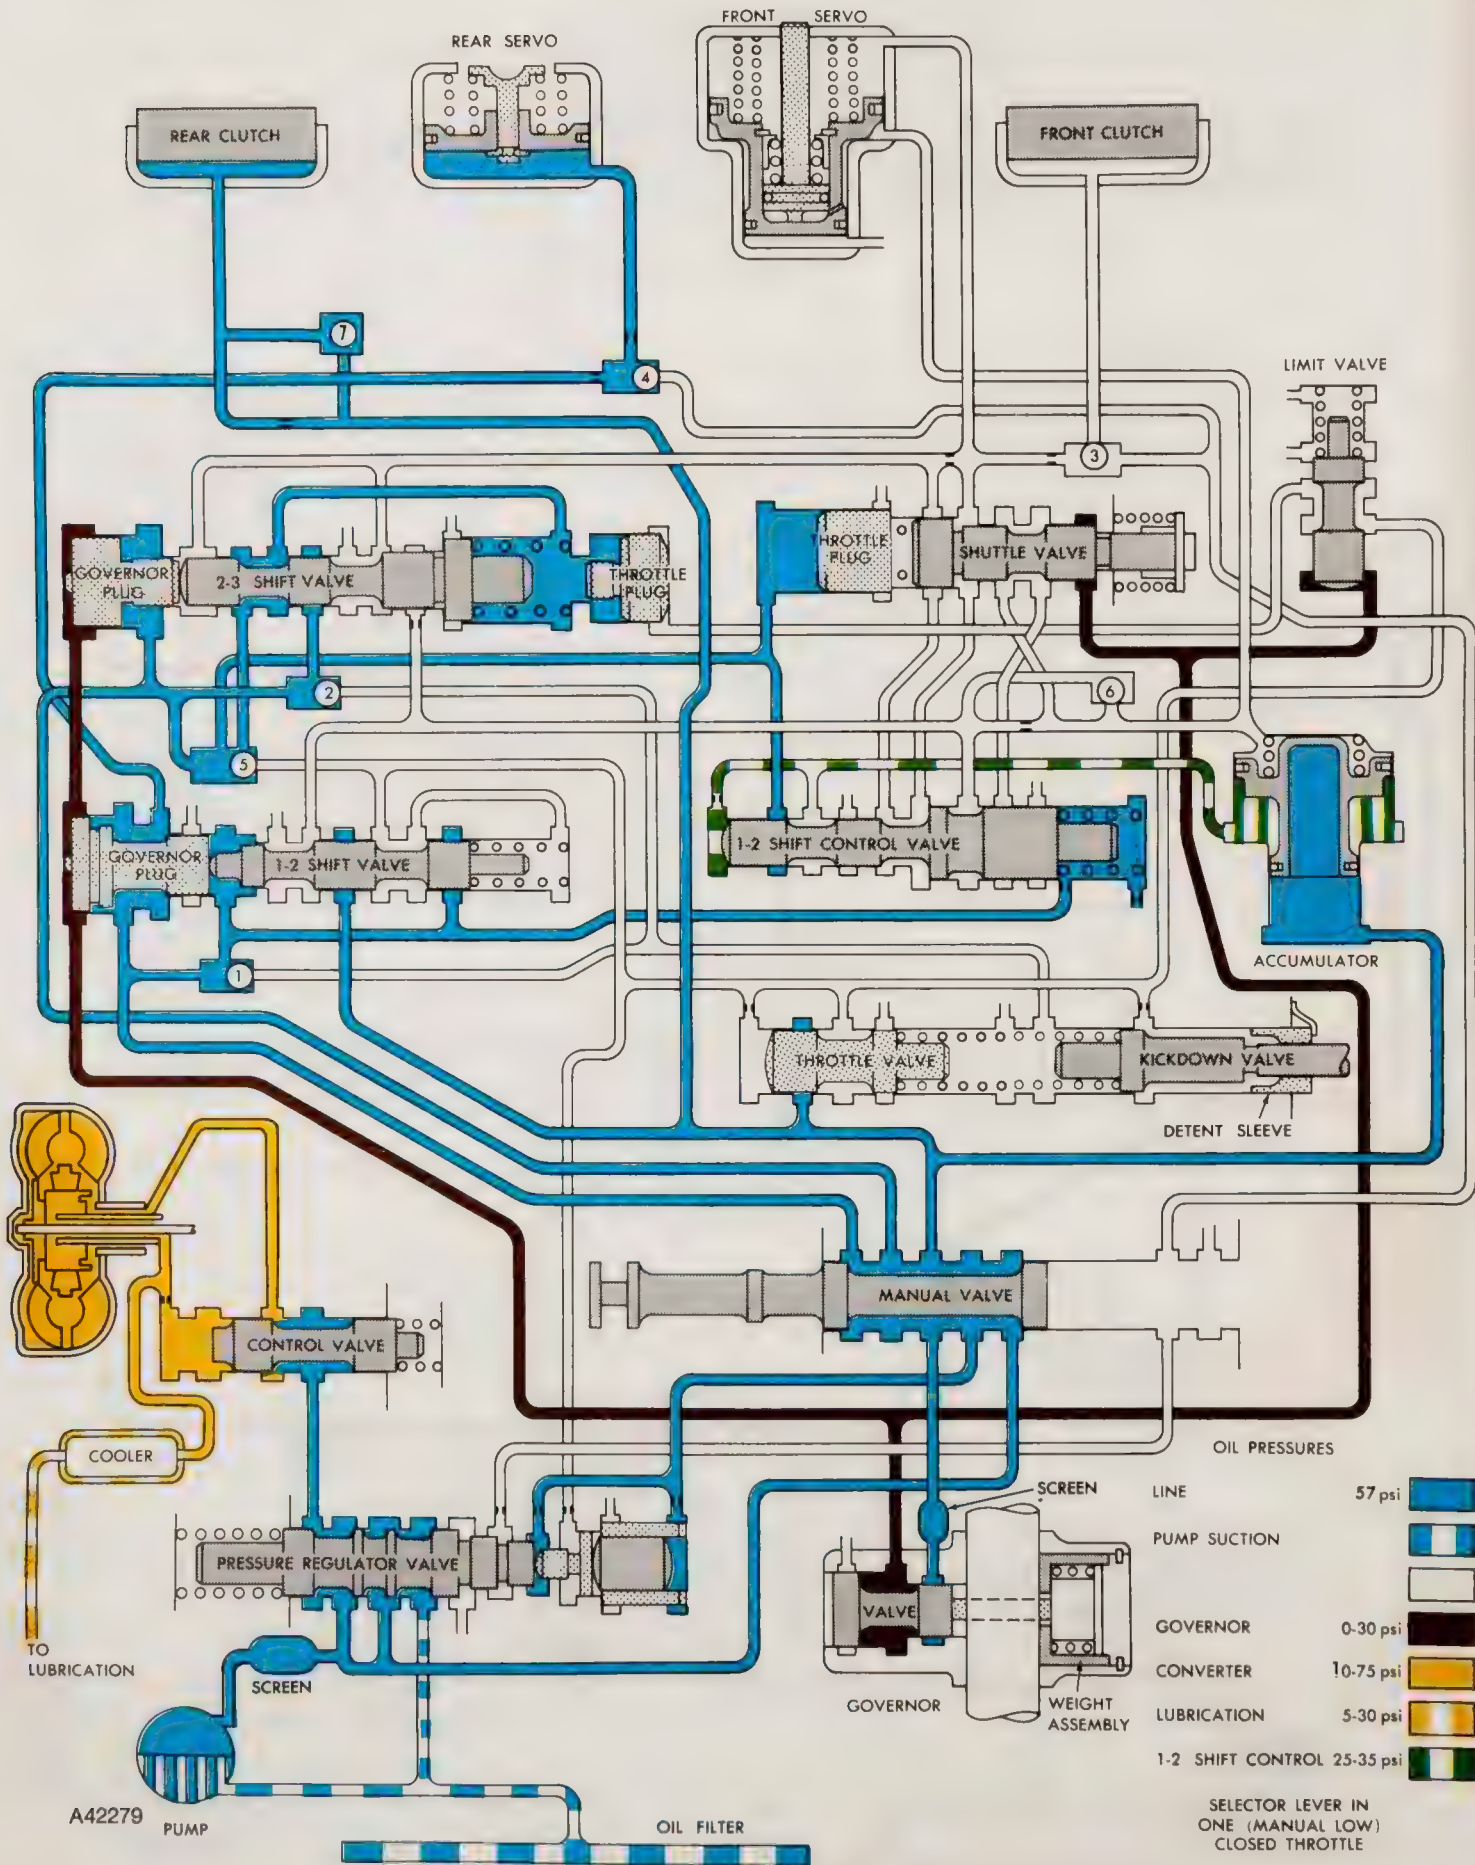 FRONT SERVO
REAR SERVO
REAR CLUTCH
FRONT CLUTCH
7
4
LIMIT VALVE
3
GOVERNOR
PLUG
2-3 SHIFT VALVE
THROTTLE
PLUG
THROTTLE
PLUG
SHUTTLE VALVE
2
6
5
GOVERNOR
PLUG
1-2 SHIFT VALVE
1-2 SHIFT CONTROL VALVE
1
ACCUMULATOR
THROTTLE VALVE
KICKDOWN VALVE
DETENT SLEEVE
MANUAL VALVE
CONTROL VALVE
COOLER
TO
LUBRICATION
PRESSURE REGULATOR VALVE
SCREEN
SCREEN
VALVE
GOVERNOR
WEIGHT
ASSEMBLY
PUMP
OIL FILTER
A42279
OIL PRESSURES
LINE 57 psi
PUMP SUCTION
GOVERNOR 0-30 psi
CONVERTER 10-75 psi
LUBRICATION 5-30 psi
1-2 SHIFT CONTROL 25-35 psi
SELECTOR LEVER IN
ONE (MANUAL LOW)
CLOSED THROTTLE